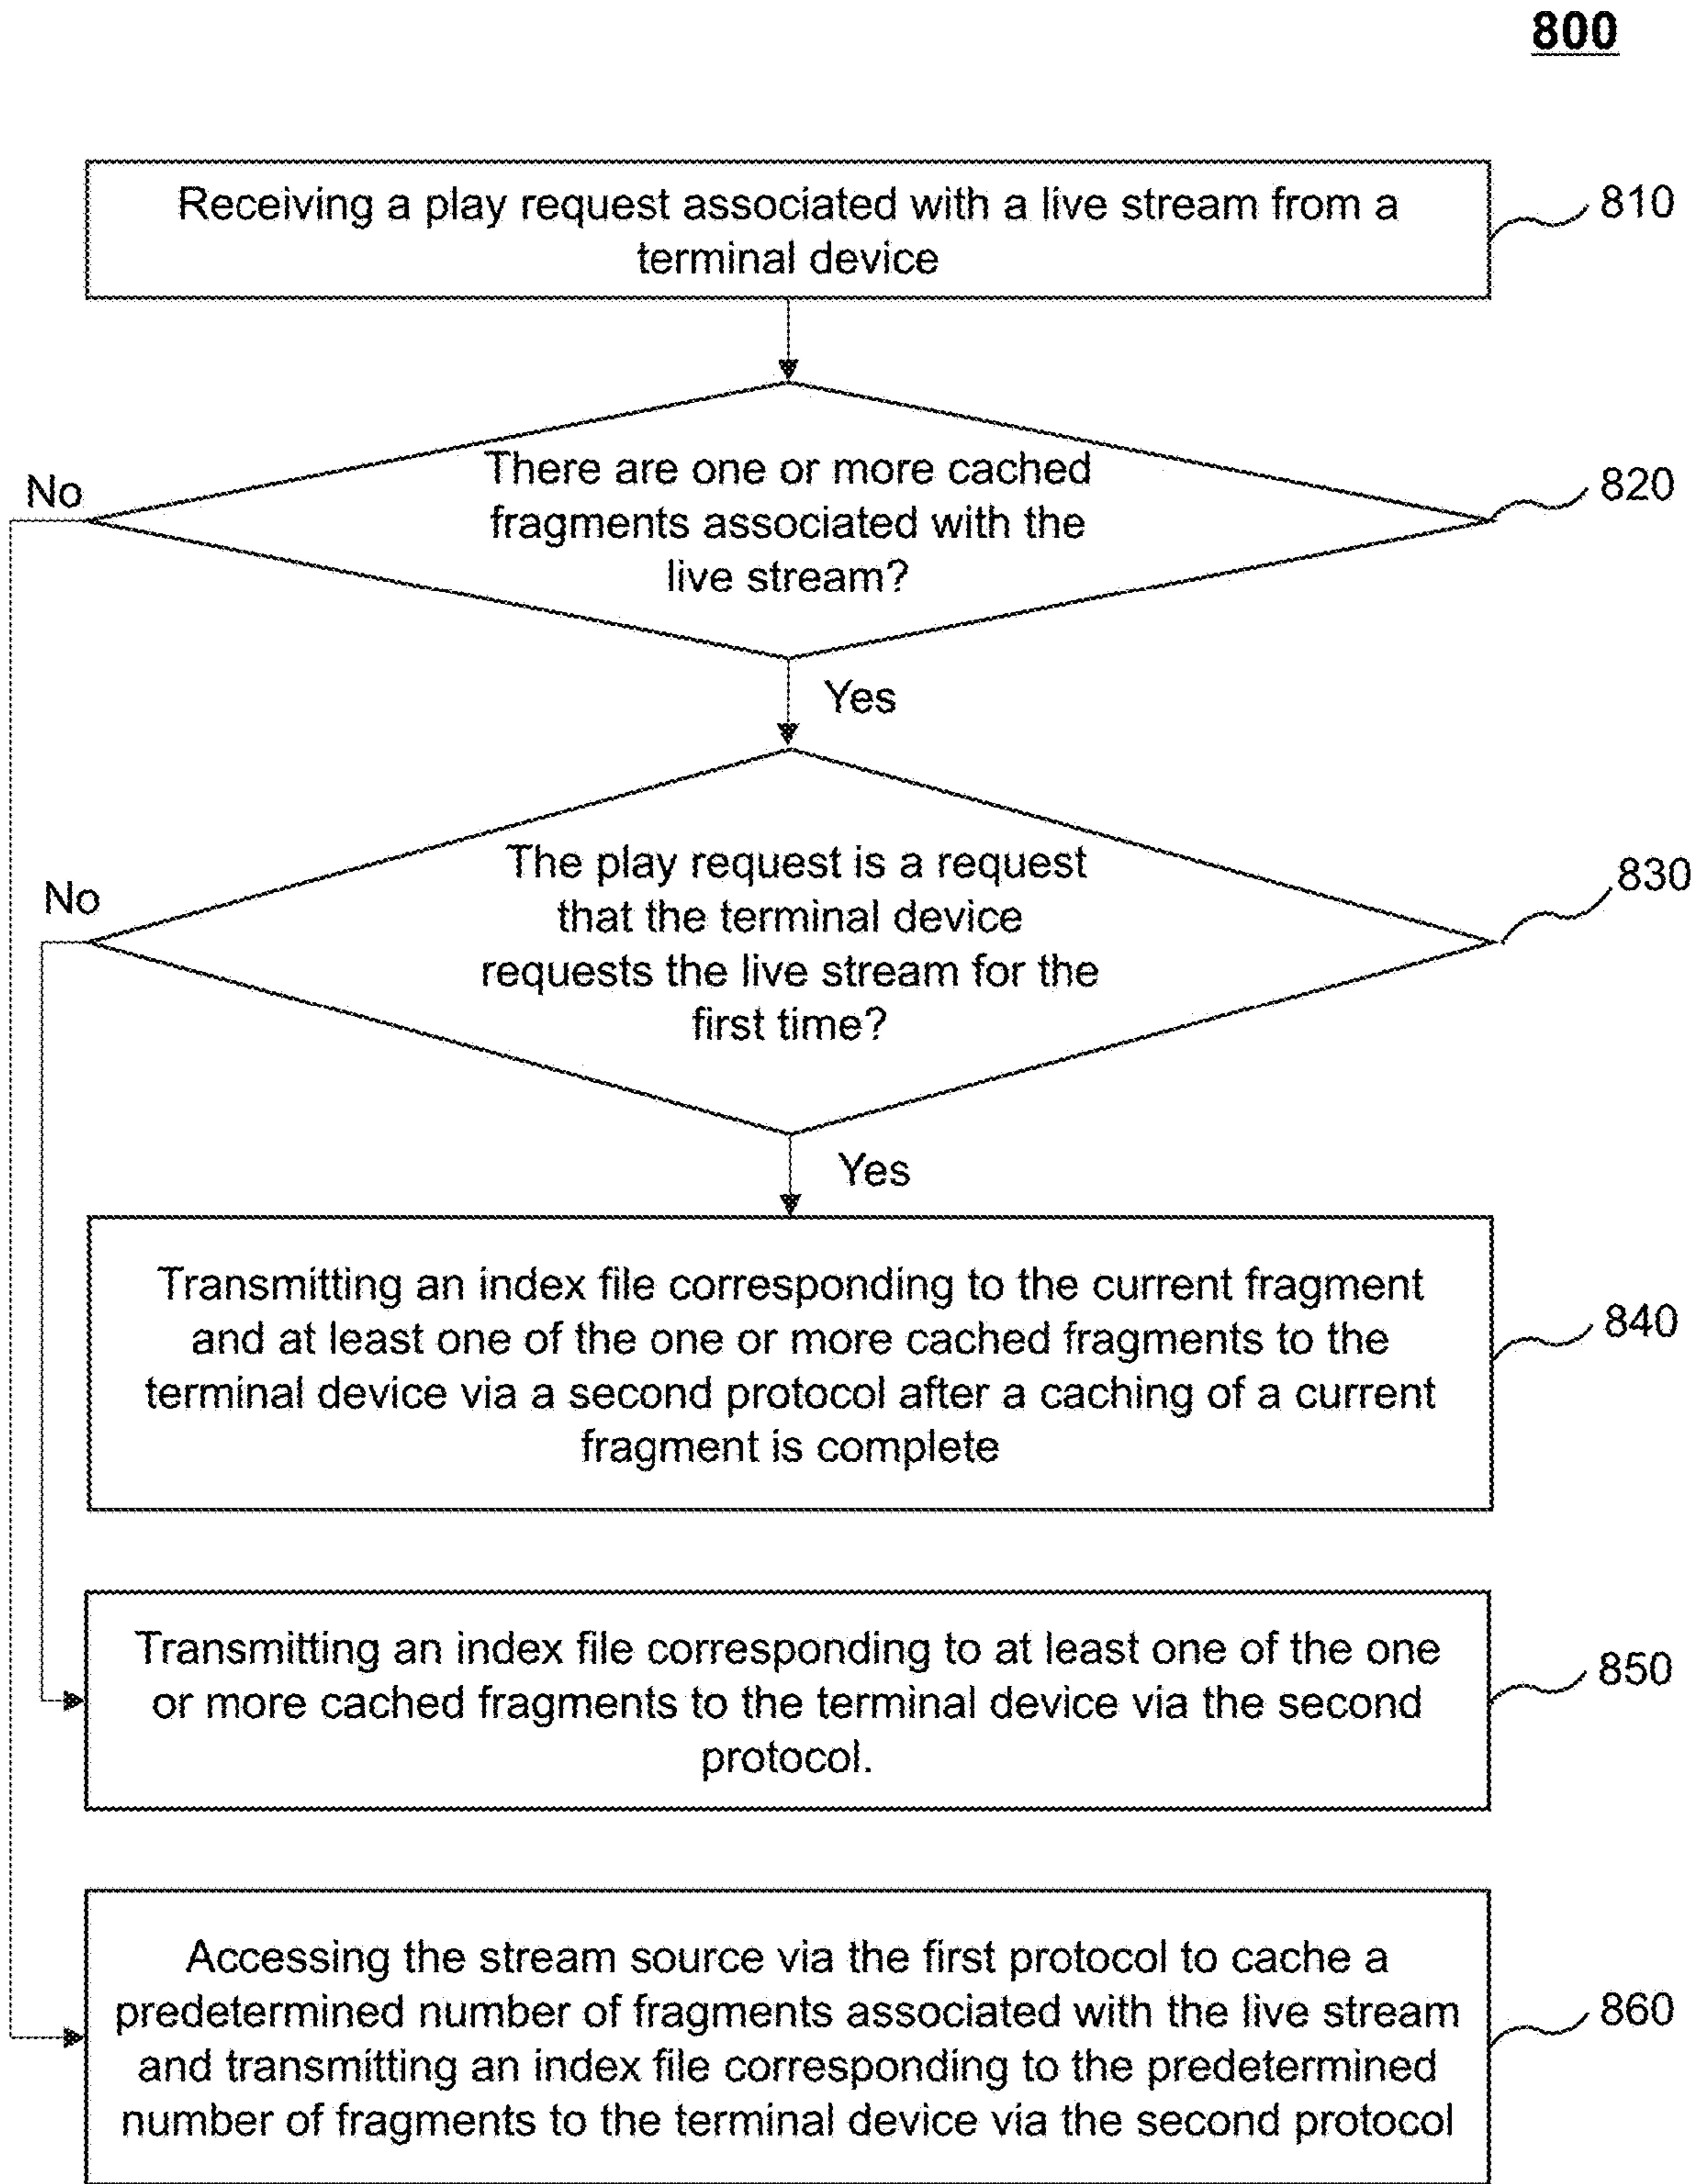 800
Receiving a play request associated with a live stream from a
terminal device
810
There are one or more cached
fragments associated with the
live stream?
820
No
Yes
The play request is a request
that the terminal device
requests the live stream for the
first time?
830
No
Yes
Transmitting an index file corresponding to the current fragment
and at least one of the one or more cached fragments to the
terminal device via a second protocol after a caching of a current
fragment is complete
840
Transmitting an index file corresponding to at least one of the one
or more cached fragments to the terminal device via the second
protocol.
850
Accessing the stream source via the first protocol to cache a
predetermined number of fragments associated with the live stream
and transmitting an index file corresponding to the predetermined
number of fragments to the terminal device via the second protocol
860